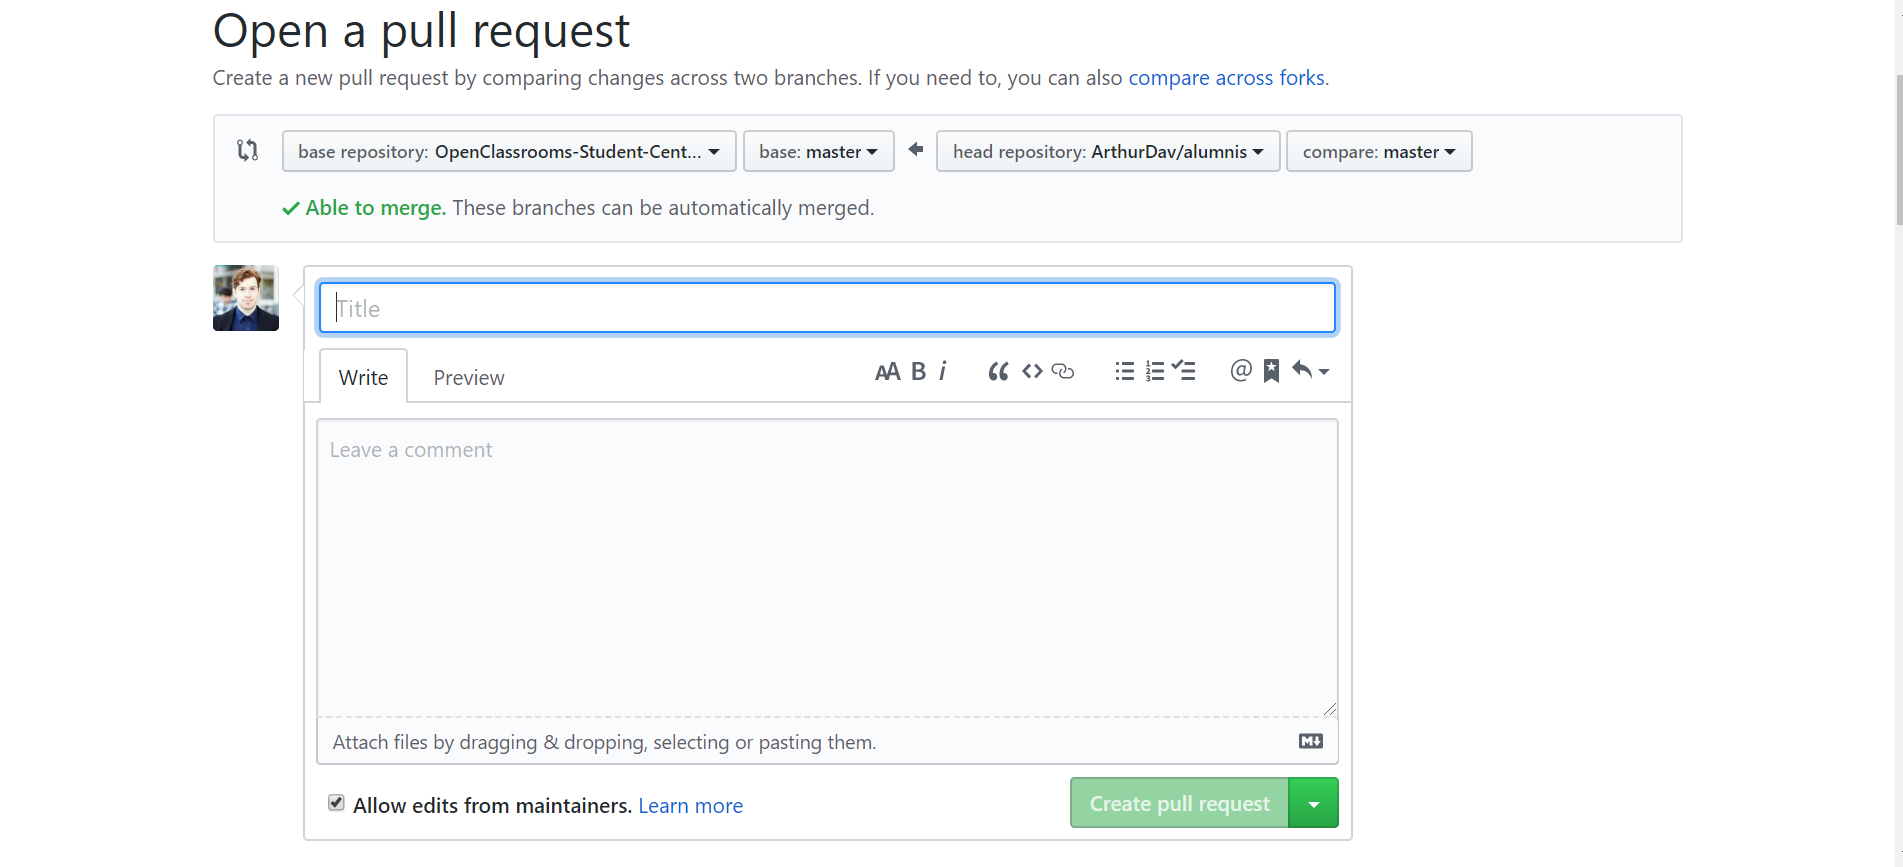 Open a pull request
Create a new pull request by comparing changes across two branches. If you need to, you can also compare across forks.
base repository: OpenClassrooms-Student-Cent... base: master head repository: ArthurDav/alumnis compare: master
Able to merge. These branches can be automatically merged.
Title
Write Preview
Leave a comment
Attach files by dragging & dropping, selecting or pasting them.
Allow edits from maintainers. Learn more Create pull request